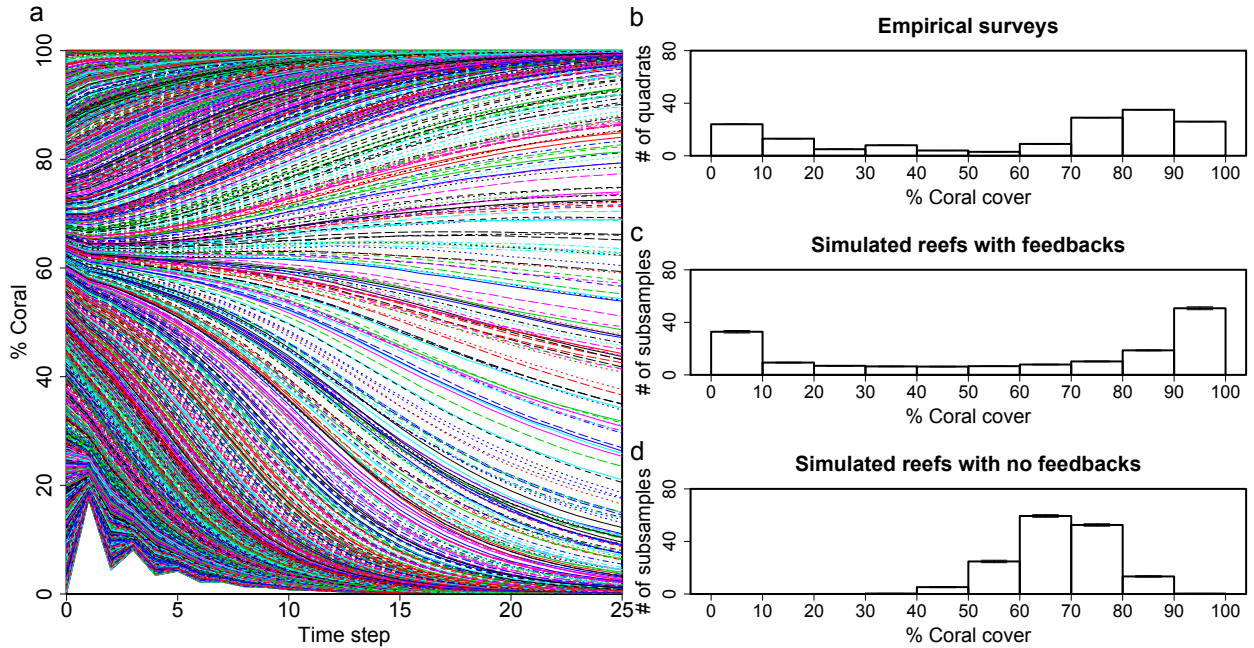 a
% Coral
100
80
60
40
20
0
0 5 10 15 20 25
Time step
b
Empirical surveys
# of quadrats
80
40
0
0 10 20 30 40 50 60 70 80 90 100
% Coral cover
c
Simulated reefs with feedbacks
# of subsamples
80
40
0
0 10 20 30 40 50 60 70 80 90 100
% Coral cover
d
Simulated reefs with no feedbacks
# of subsamples
80
40
0
0 10 20 30 40 50 60 70 80 90 100
% Coral cover